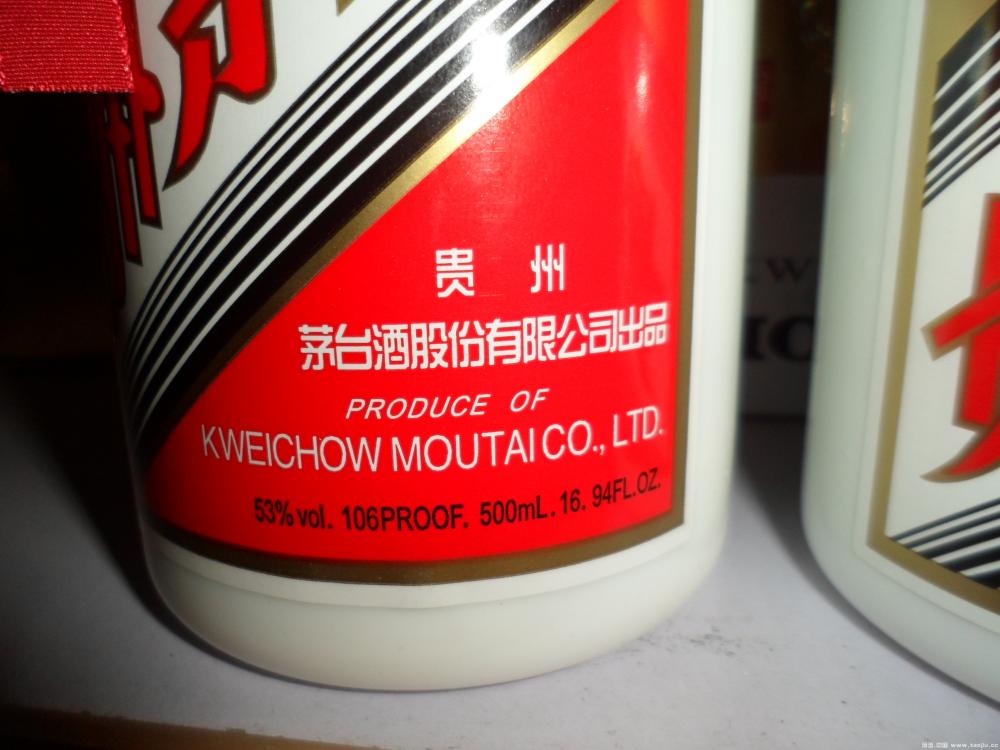 贵 州
茅台酒股份有限公司出品
PRODUCE OF
KWEICHOW MOUTAI CO., LTD.
53%vol. 106PROOF. 500mL. 16. 94FL.OZ.